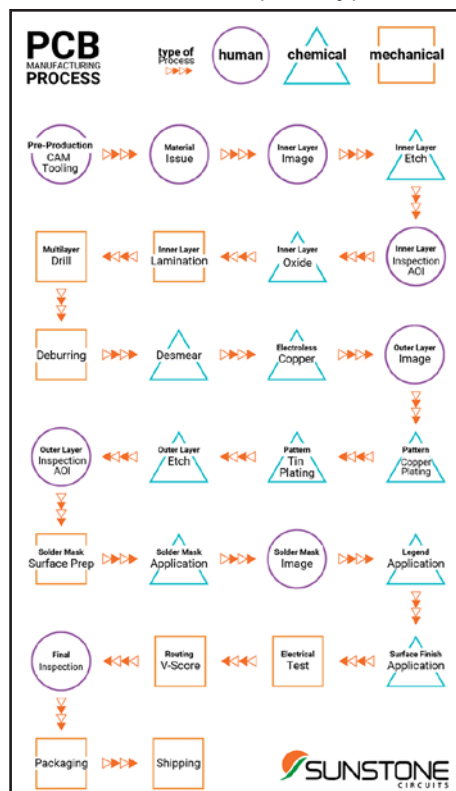 PCB
MANUFACTURING
PROCESS
type of
Process
human
chemical
mechanical
Pre-Production
CAM
Tooling
Material
Issue
Inner Layer
Image
Inner Layer
Etch
Multilayer
Drill
Inner Layer
Lamination
Inner Layer
Oxide
Inner Layer
Inspection
AOI
Deburring
Desmear
Electroless
Copper
Outer Layer
Image
Outer Layer
Inspection
AOI
Outer Layer
Etch
Pattern
Tin
Plating
Pattern
Copper
Plating
Solder Mask
Surface Prep
Solder Mask
Application
Solder Mask
Image
Legend
Application
Final
Inspection
Routing
V-Score
Electrical
Test
Surface Finish
Application
Packaging
Shipping
SUNSTONE
CIRCUITS